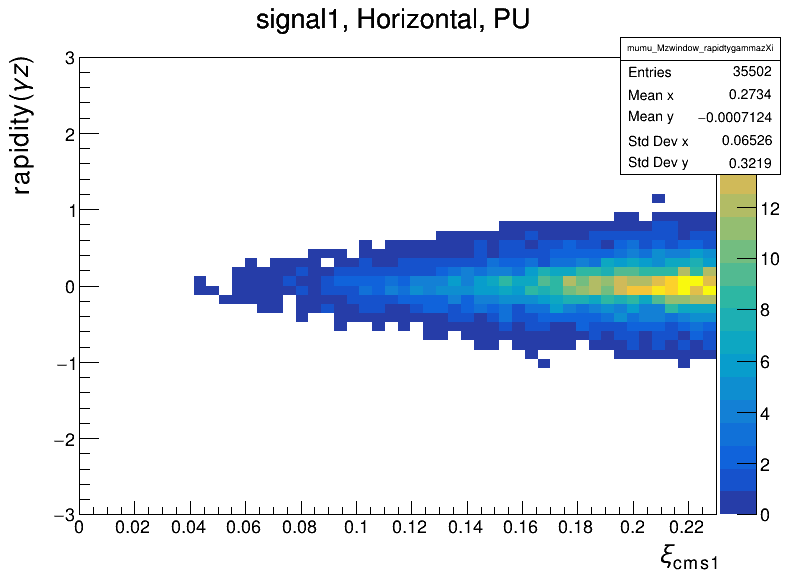 signal1, Horizontal, PU
mumu_Mzwindow_rapidtygammazXi
Entries 35502
Mean x 0.2734
Mean y −0.0007124
Std Dev x 0.06526
Std Dev y 0.3219
rapidity(γz)
3
2
1
0
−1
−2
−3
0 0.02 0.04 0.06 0.08 0.1 0.12 0.14 0.16 0.18 0.2 0.22
ξcms1
12
10
8
6
4
2
0